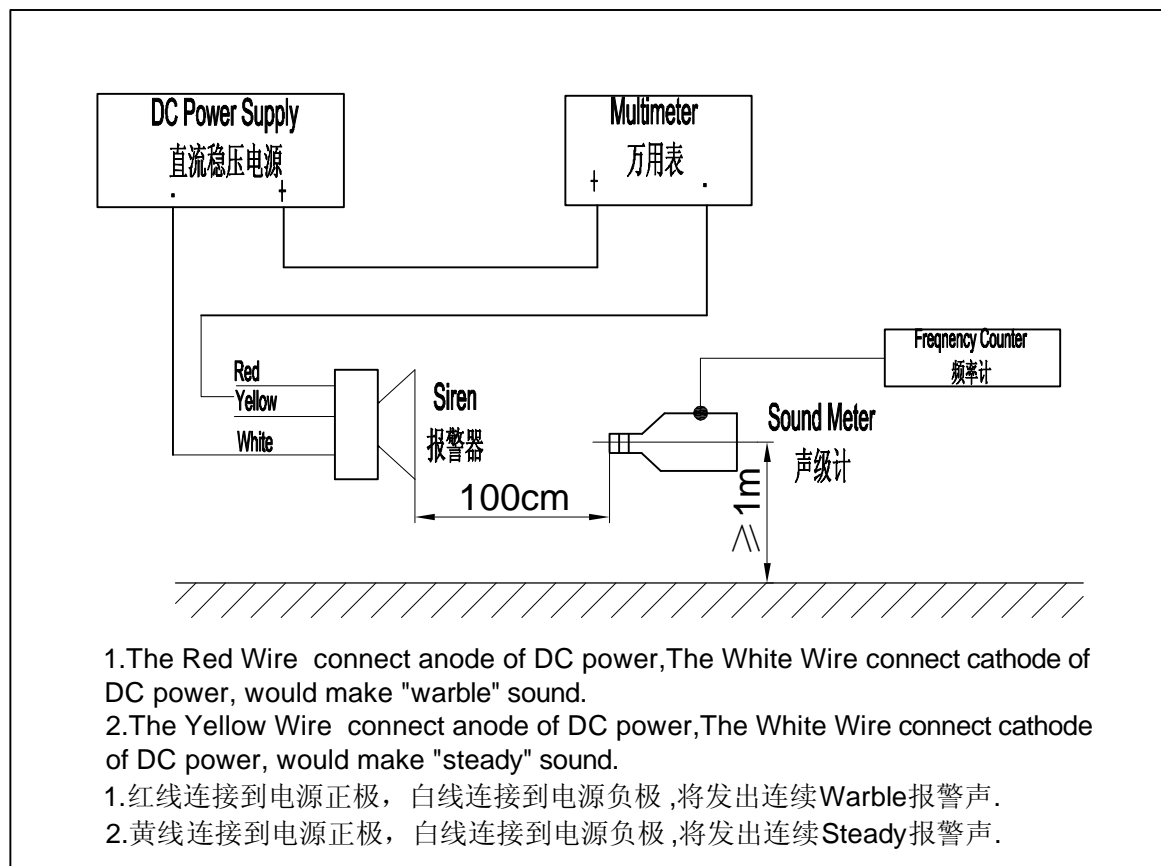 DC Power Supply
直流稳压电源
- +
Multimeter
万用表
+ -
Freqnency Counter
频率计
Red
Yellow
White
Siren
报警器
Sound Meter
声级计
100cm
≥1m
1.The Red Wire connect anode of DC power,The White Wire connect cathode of
DC power, would make "warble" sound.
2.The Yellow Wire connect anode of DC power,The White Wire connect cathode
of DC power, would make "steady" sound.
1.红线连接到电源正极，白线连接到电源负极 ,将发出连续Warble报警声.
2.黄线连接到电源正极，白线连接到电源负极 ,将发出连续Steady报警声.